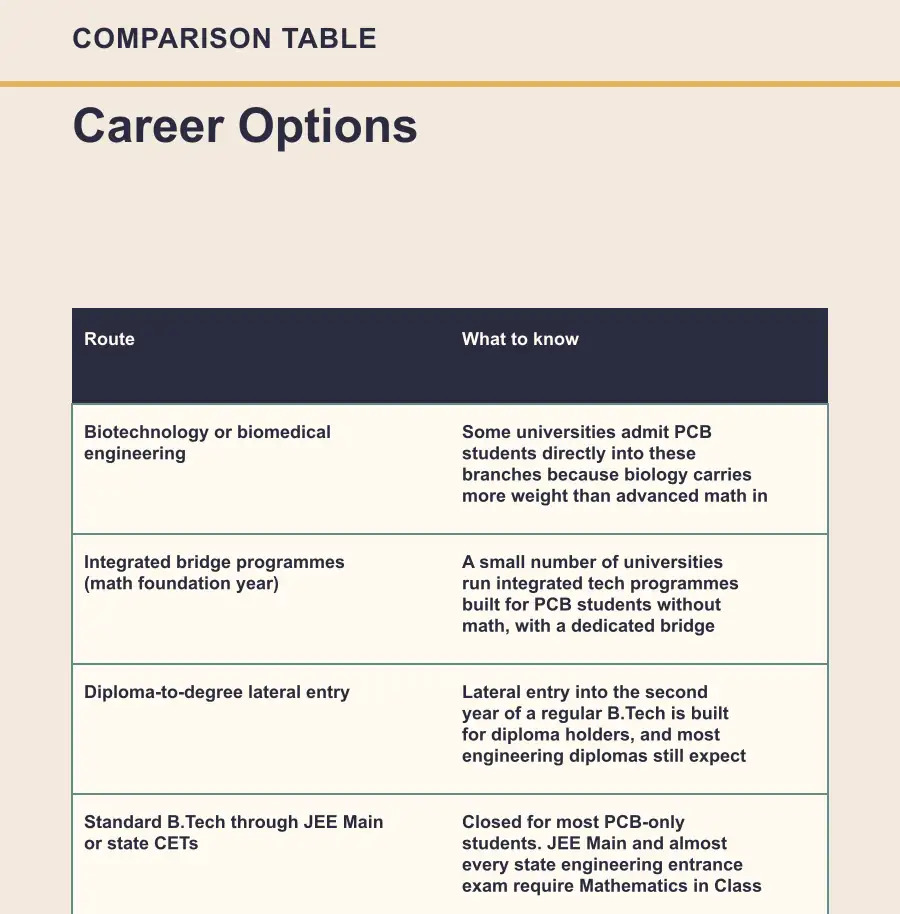 COMPARISON TABLE
Career Options
Route
What to know
Biotechnology or biomedical
engineering
Some universities admit PCB
students directly into these
branches because biology carries
more weight than advanced math in
Integrated bridge programmes
(math foundation year)
A small number of universities
run integrated tech programmes
built for PCB students without
math, with a dedicated bridge
Diploma-to-degree lateral entry
Lateral entry into the second
year of a regular B.Tech is built
for diploma holders, and most
engineering diplomas still expect
Standard B.Tech through JEE Main
or state CETs
Closed for most PCB-only
students. JEE Main and almost
every state engineering entrance
exam require Mathematics in Class